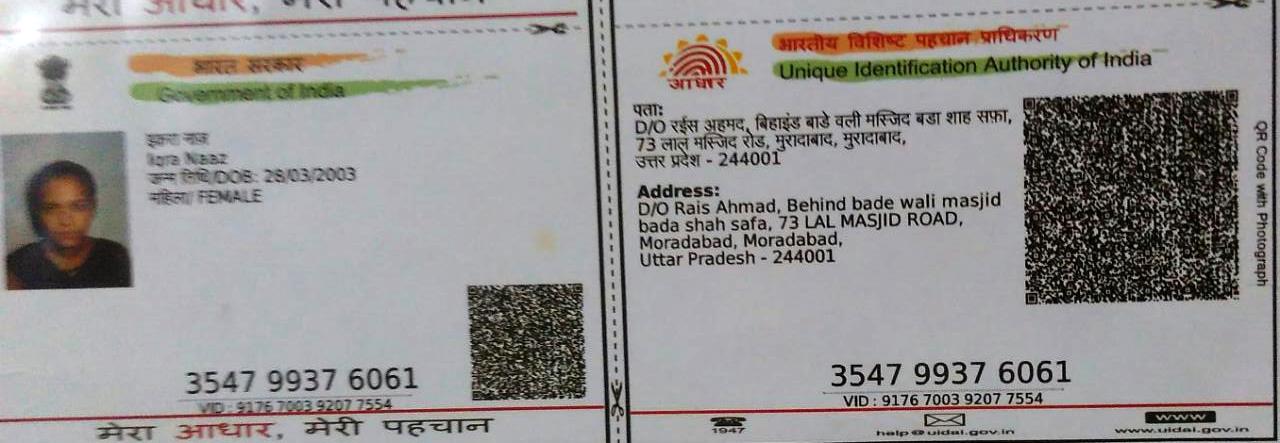 मेरा आधार, मेरी पहचान
भारत सरकार
Government of India
इकरा नाज
Iqra Naaz
जन्म तिथि/DOB: 28/03/2003
महिला/ FEMALE
3547 9937 6061
VID : 9176 7003 9207 7554
मेरा आधार, मेरी पहचान
भारतीय विशिष्ट पहचान प्राधिकरण
Unique Identification Authority of India
आधार
पता:
D/O रईस अहमद, बिहाइंड बाडे वली मस्जिद बडा शाह सफ़ा,
73 लाल मस्जिद रोड, मुरादाबाद, मुरादाबाद,
उत्तर प्रदेश - 244001
Address:
D/O Rais Ahmad, Behind bade wali masjid
bada shah safa, 73 LAL MASJID ROAD,
Moradabad, Moradabad,
Uttar Pradesh - 244001
QR Code with Photograph
3547 9937 6061
VID : 9176 7003 9207 7554
1947
help@uidai.gov.in
www
www.uidai.gov.in